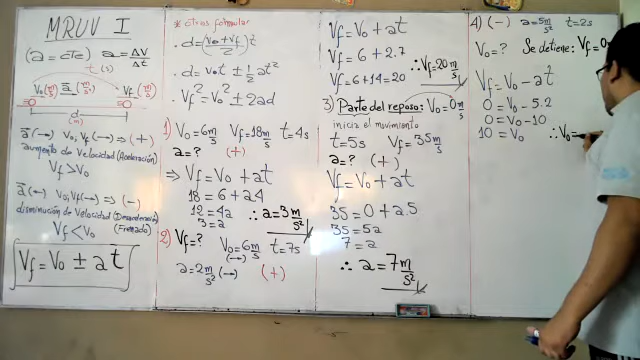 MRUV I
(a = cte) a = ΔV/Δt
t(s)
V₀(m/s) a(m/s²) Vf(m/s)
d(m)
a(→) V₀,Vf(→) ⇒ (+)
aumento de Velocidad (Aceleración)
Vf > V₀
a(←) V₀,Vf(→) ⇒ (−)
disminución de Velocidad (Desaceleración)
(Frenado)
Vf < V₀
Vf = V₀ ± at
* otras formulas
. d = (V₀ + Vf / 2) t
. d = V₀t ± 1/2 at²
. Vf² = V₀² ± 2ad
1) V₀ = 6 m/s Vf = 18 m/s t = 4s
a = ? (+)
⇒ Vf = V₀ + at
18 = 6 + a4
12 = 4a
3 = a
∴ a = 3 m/s²
2) Vf = ? V₀ = 6 m/s (→) t = 7s
a = 2 m/s² (→) (+)
Vf = V₀ + at
Vf = 6 + 2.7
Vf = 6 + 14 = 20
∴ Vf = 20 m/s
3) Parte del reposo: V₀ = 0 m/s
inicia el movimiento
t = 5s Vf = 35 m/s
a = ? (+)
Vf = V₀ + at
35 = 0 + a.5
35 = 5a
7 = a
∴ a = 7 m/s²
4) (−) a = 5 m/s² t = 2s
V₀ = ? Se detiene: Vf = 0
Vf = V₀ − at
0 = V₀ − 5.2
0 = V₀ − 10
10 = V₀
∴ V₀ =